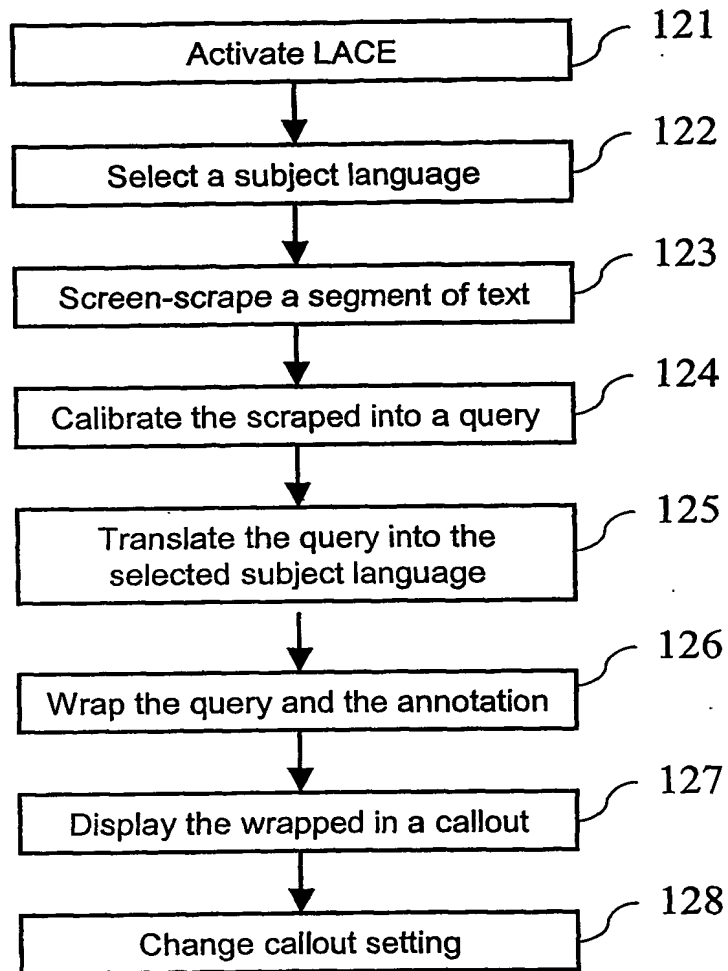 121
Activate LACE
122
Select a subject language
123
Screen-scrape a segment of text
124
Calibrate the scraped into a query
125
Translate the query into the
selected subject language
126
Wrap the query and the annotation
127
Display the wrapped in a callout
128
Change callout setting